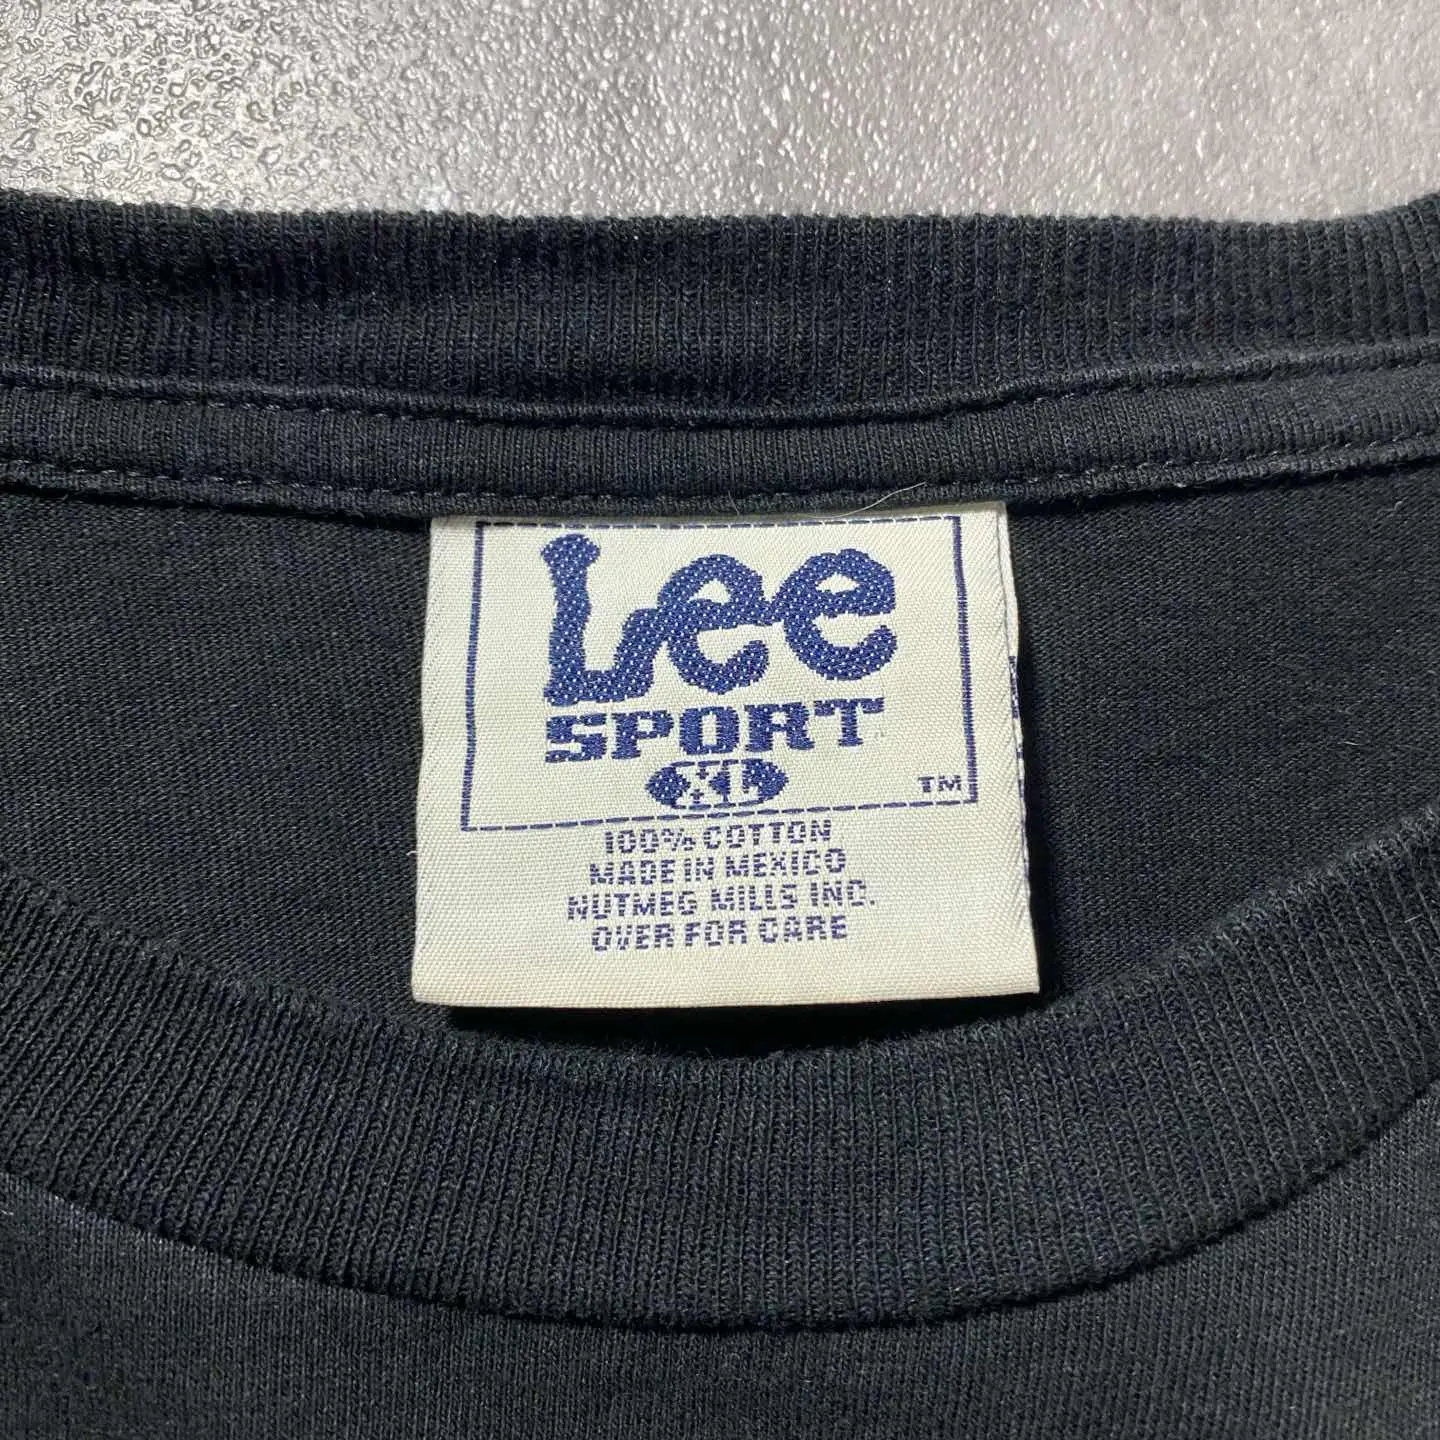 Lee
SPORT
XL
TM
100% COTTON
MADE IN MEXICO
NUTMEG MILLS INC.
OVER FOR CARE